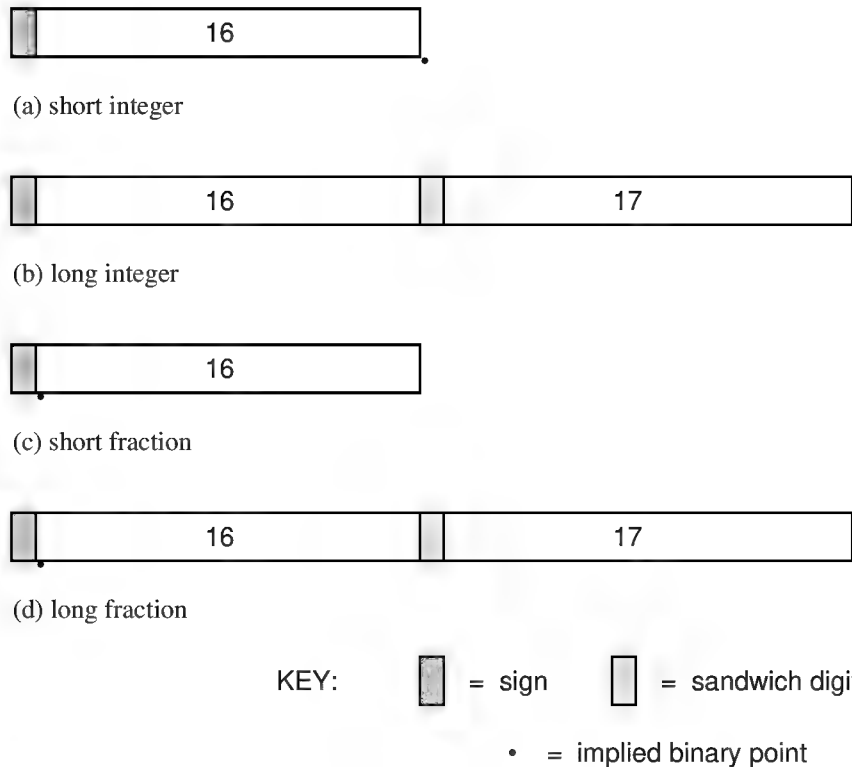 16
(a) short integer
16 17
(b) long integer
16
(c) short fraction
16 17
(d) long fraction
KEY: = sign = sandwich digi
• = implied binary point